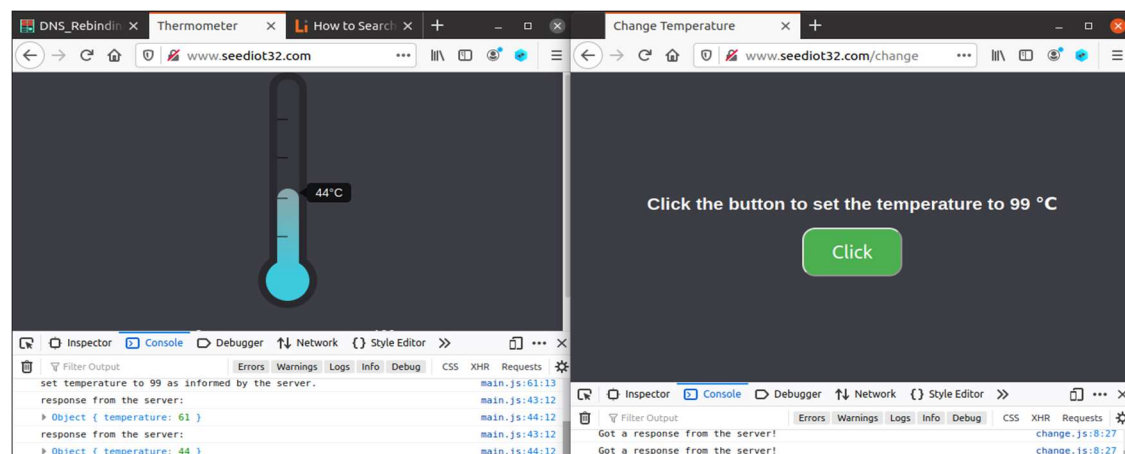 DNS_Rebindin
Thermometer
How to Search
www.seediot32.com
44°C
Inspector Console Debugger Network Style Editor
Filter Output
Errors Warnings Logs Info Debug CSS XHR Requests
set temperature to 99 as informed by the server. main.js:61:13
response from the server: main.js:43:12
Object { temperature: 61 } main.js:44:12
response from the server: main.js:43:12
Object { temperature: 44 } main.js:44:12
Change Temperature
www.seediot32.com/change
Click the button to set the temperature to 99 °C
Click
Inspector Console Debugger Network Style Editor
Filter Output
Errors Warnings Logs Info Debug CSS XHR Requests
Got a response from the server! change.js:8:27
Got a response from the server! change.js:8:27